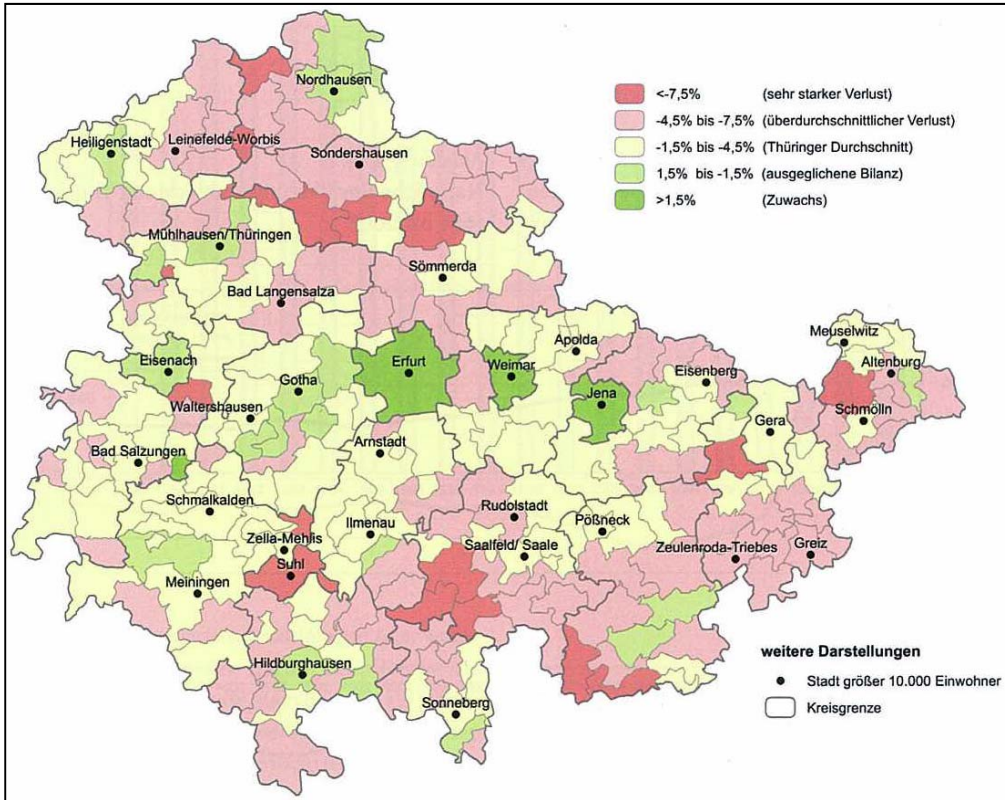 Nordhausen
<-7,5% (sehr starker Verlust)
-4,5% bis -7,5% (überdurchschnittlicher Verlust)
-1,5% bis -4,5% (Thüringer Durchschnitt)
1,5% bis -1,5% (ausgeglichene Bilanz)
>1,5% (Zuwachs)
Heiligenstadt
Leinefelde-Worbis
Sondershausen
Mühlhausen/Thüringen
Sömmerda
Bad Langensalza
Meuselwitz
Apolda
Eisenach
Erfurt
Weimar
Altenburg
Gotha
Eisenberg
Jena
Waltershausen
Schmölln
Gera
Arnstadt
Bad Salzungen
Schmalkalden
Rudolstadt
Ilmenau
Pößneck
Zella-Mehlis
Saalfeld/ Saale
Zeulenroda-Triebes
Greiz
Suhl
Meiningen
Hildburghausen
Sonneberg
weitere Darstellungen
Stadt größer 10.000 Einwohner
Kreisgrenze